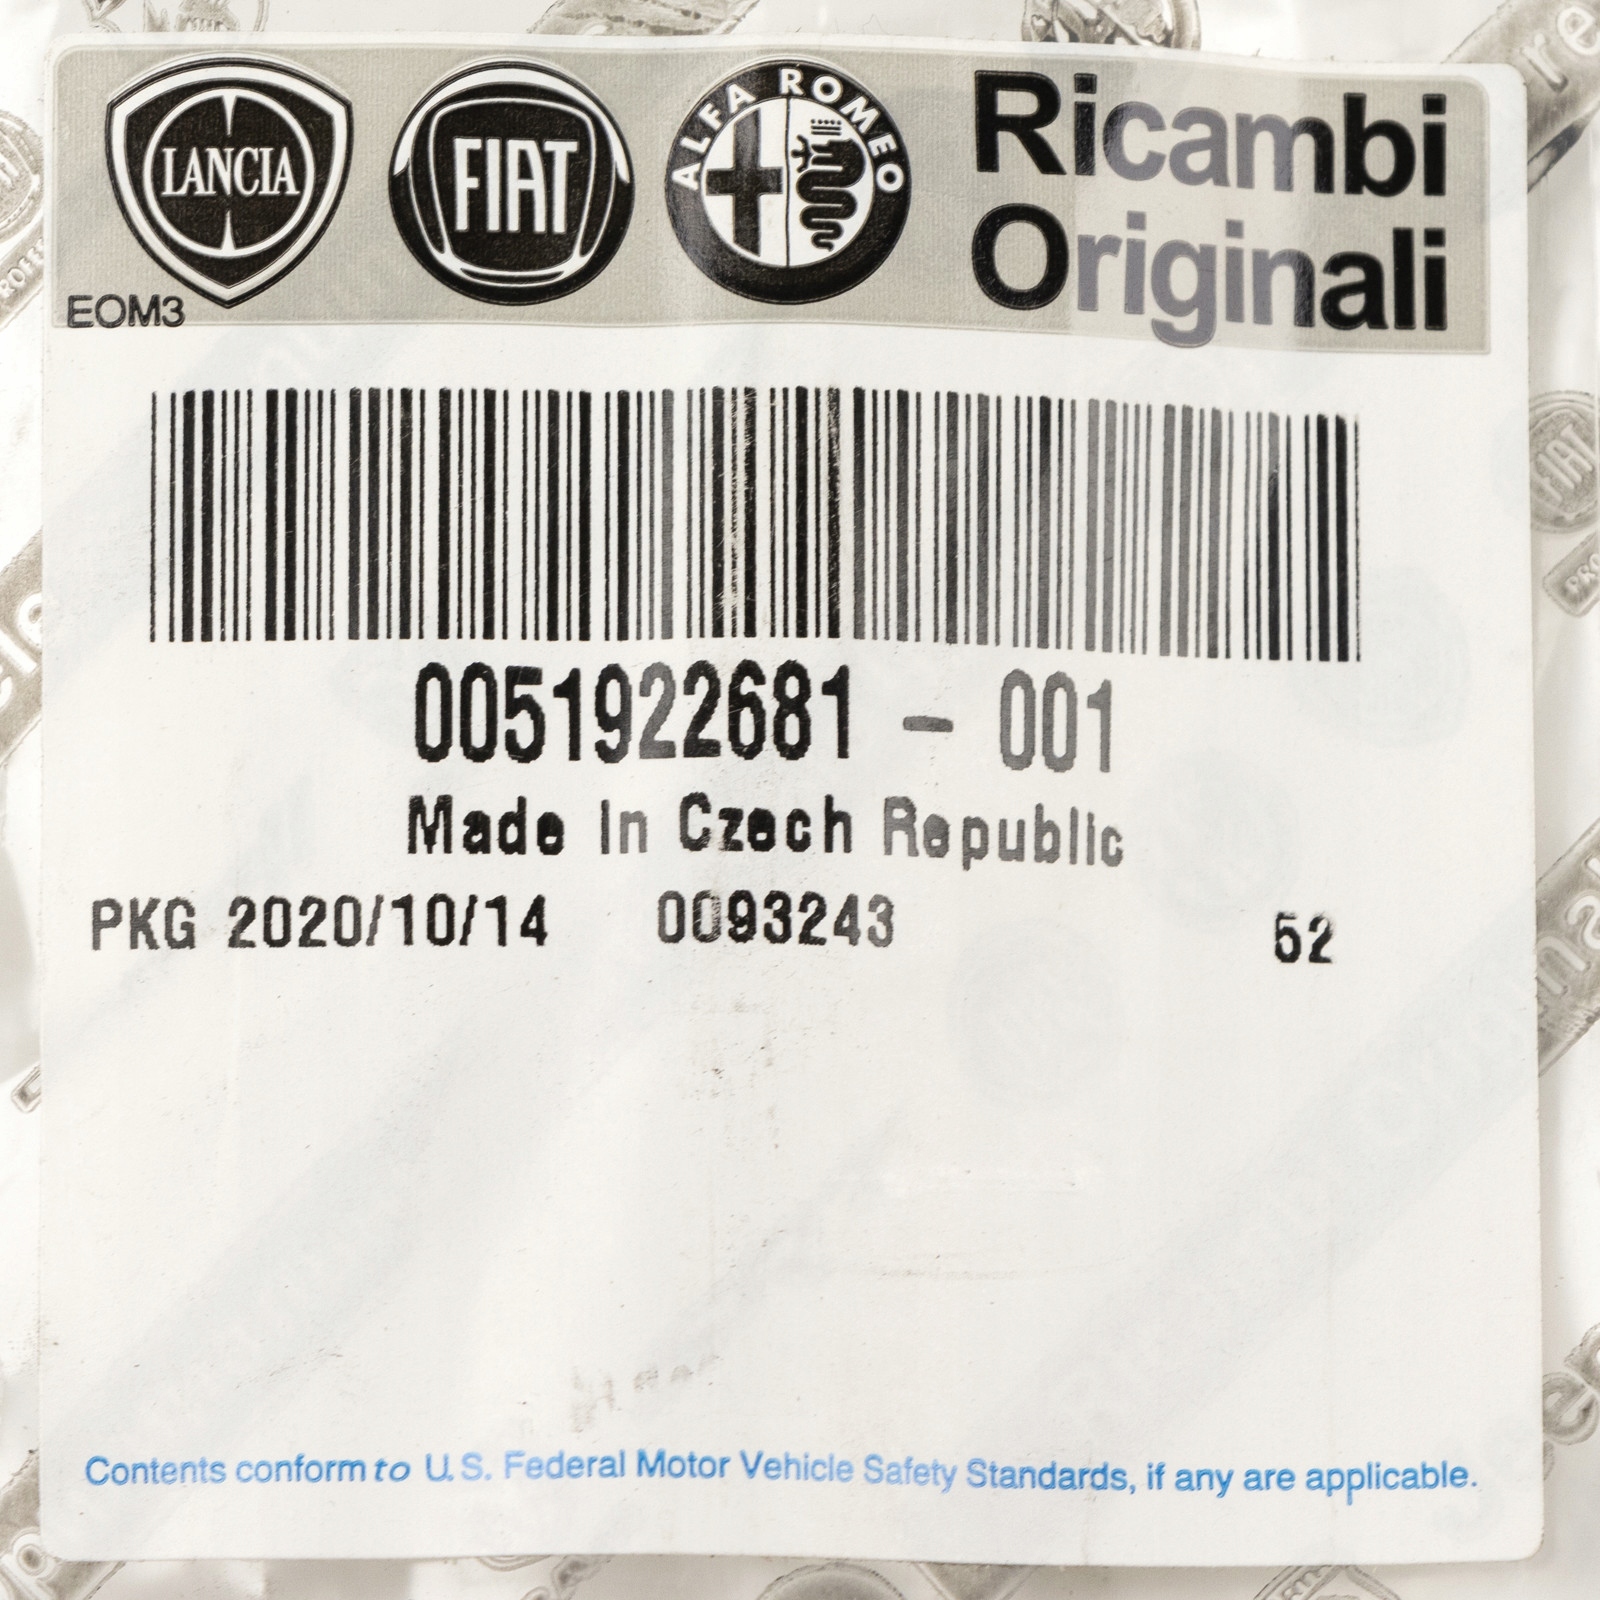 LANCIA
FIAT
ALFA ROMEO
Ricambi
Originali
EOM3
0051922681 - 001
Made In Czech Republic
PKG 2020/10/14 0093243 52
Contents conform to U.S. Federal Motor Vehicle Safety Standards, if any are applicable.
FIAT